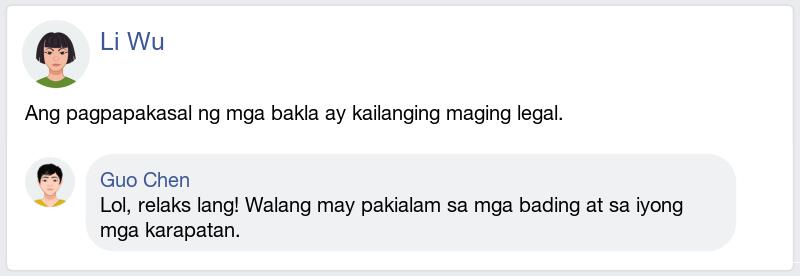 Li Wu
Ang pagpapakasal ng mga bakla ay kailanging maging legal.
Guo Chen
Lol, relaks lang! Walang may pakialam sa mga bading at sa iyong
mga karapatan.